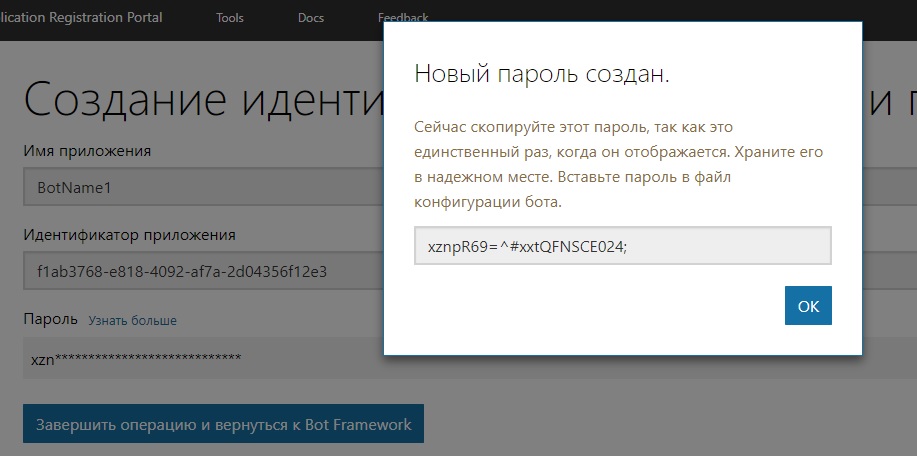 lication Registration Portal Tools Docs Feedback
Создание иденти и п
Имя приложения
BotName1
Идентификатор приложения
f1ab3768-e818-4092-af7a-2d04356f12e3
Пароль Узнать больше
xzn****************************
Завершить операцию и вернуться к Bot Framework
Новый пароль создан.
Сейчас скопируйте этот пароль, так как это
единственный раз, когда он отображается. Храните его
в надежном месте. Вставьте пароль в файл
конфигурации бота.
xznpR69=^#xxtQFNSCE024;
OK